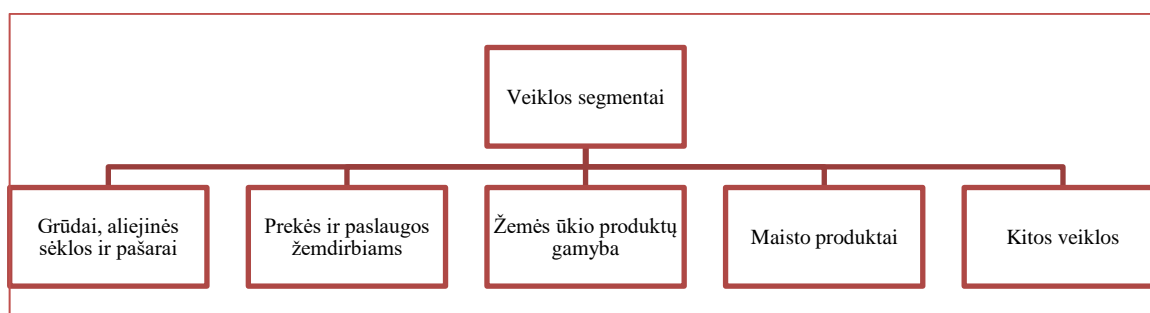 Veiklos segmentai
Grūdai, aliejinės
sėklos ir pašarai
Prekės ir paslaugos
žemdirbiams
Žemės ūkio produktų
gamyba
Maisto produktai
Kitos veiklos